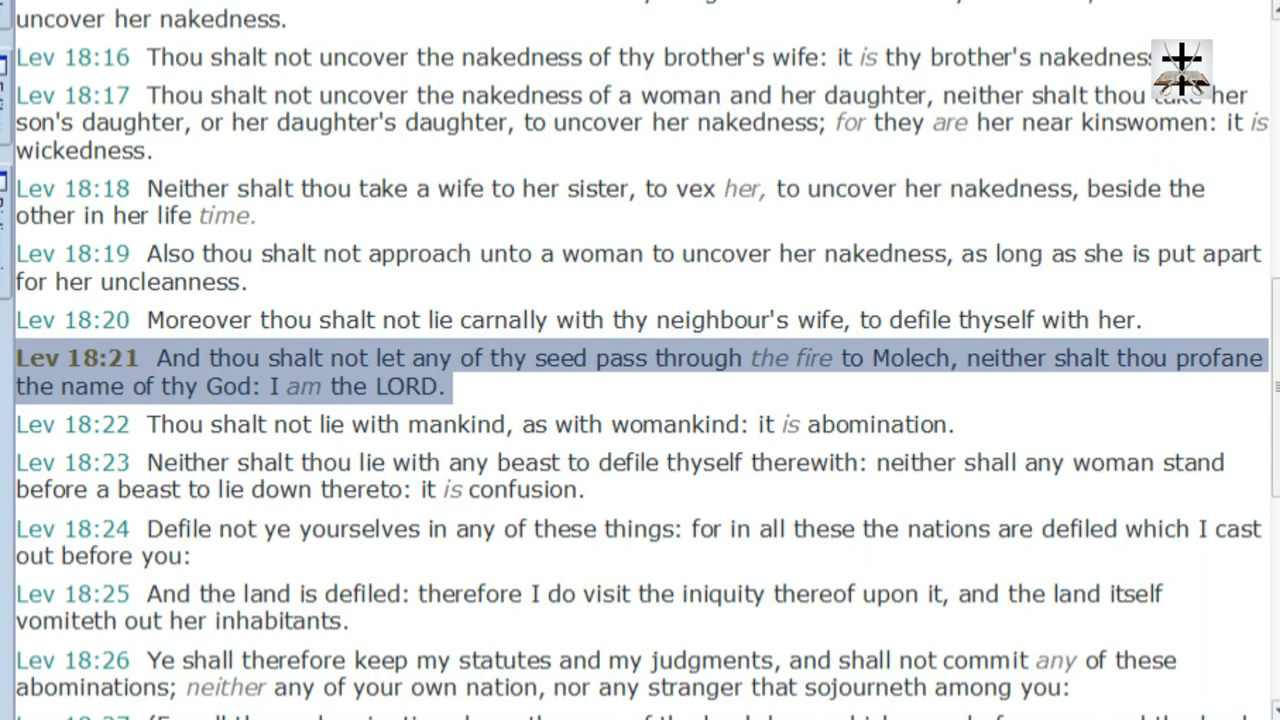 uncover her nakedness.
Lev 18:16 Thou shalt not uncover the nakedness of thy brother's wife: it is thy brother's nakedness
Lev 18:17 Thou shalt not uncover the nakedness of a woman and her daughter, neither shalt thou take her
son's daughter, or her daughter's daughter, to uncover her nakedness; for they are her near kinswomen: it is
wickedness.
Lev 18:18 Neither shalt thou take a wife to her sister, to vex her, to uncover her nakedness, beside the
other in her life time.
Lev 18:19 Also thou shalt not approach unto a woman to uncover her nakedness, as long as she is put apart
for her uncleanness.
Lev 18:20 Moreover thou shalt not lie carnally with thy neighbour's wife, to defile thyself with her.
Lev 18:21 And thou shalt not let any of thy seed pass through the fire to Molech, neither shalt thou profane
the name of thy God: I am the LORD.
Lev 18:22 Thou shalt not lie with mankind, as with womankind: it is abomination.
Lev 18:23 Neither shalt thou lie with any beast to defile thyself therewith: neither shall any woman stand
before a beast to lie down thereto: it is confusion.
Lev 18:24 Defile not ye yourselves in any of these things: for in all these the nations are defiled which I cast
out before you:
Lev 18:25 And the land is defiled: therefore I do visit the iniquity thereof upon it, and the land itself
vomiteth out her inhabitants.
Lev 18:26 Ye shall therefore keep my statutes and my judgments, and shall not commit any of these
abominations; neither any of your own nation, nor any stranger that sojourneth among you: